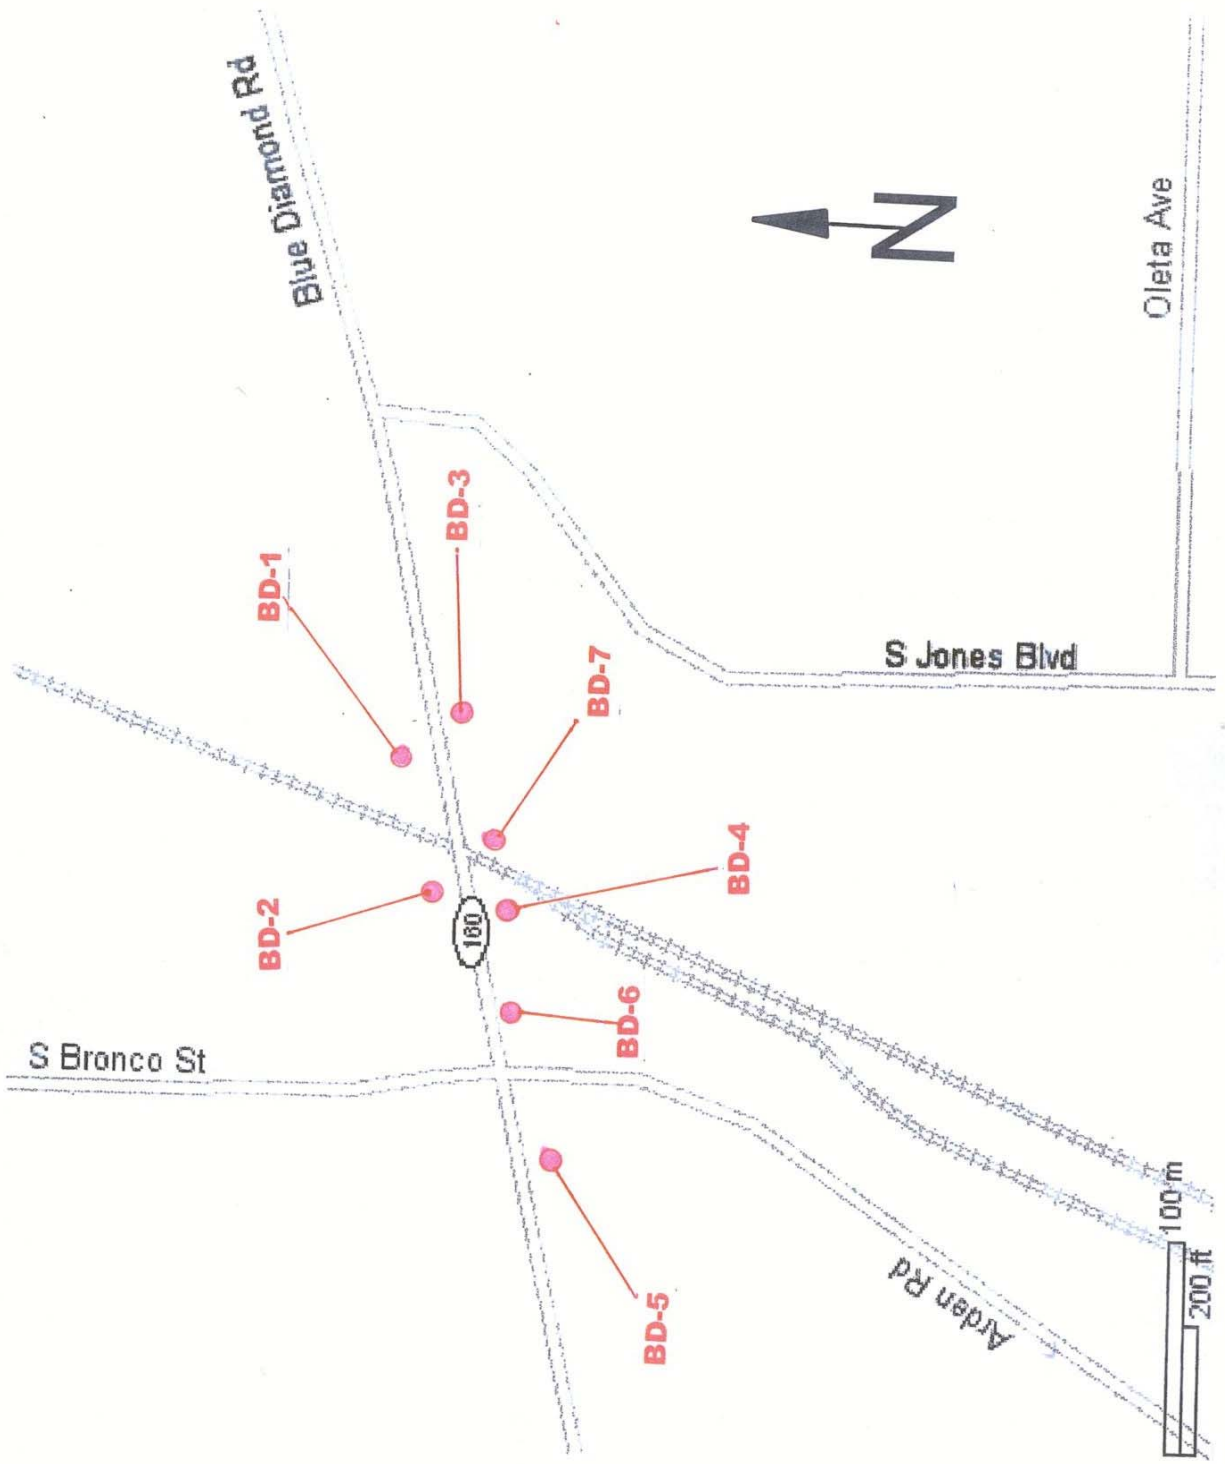 Blue Diamond Rd
BD-1
BD-3
N
Oleta Ave
BD-2
160
BD-7
S Jones Blvd
BD-4
S Bronco St
BD-6
BD-5
Arden Rd
100 m
200 ft